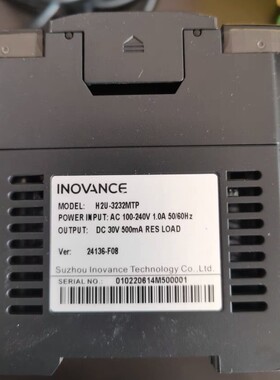 INOVANCE
MODEL: H2U-3232MTP
POWER INPUT: AC 100-240V 1.0A 50/60Hz
OUTPUT: DC 30V 500mA RES LOAD
Ver: 24136-F08
Suzhou Inovance Technology Co.,Ltd.
SERIAL NO.: 010220614M500001